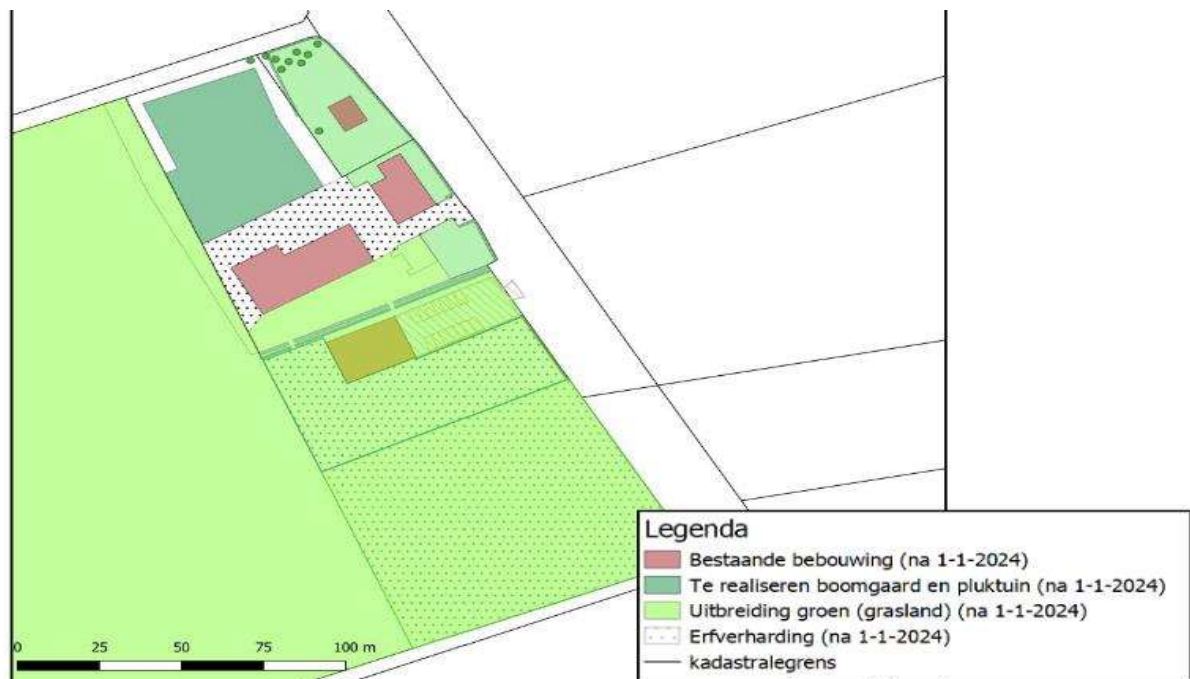 Legenda
Bestaande bebouwing (na 1-1-2024)
Te realiseren boomgaard en pluktuin (na 1-1-2024)
Uitbreiding groen (grasland) (na 1-1-2024)
Erfverharding (na 1-1-2024)
kadastralegrens
0 25 50 75 100 m